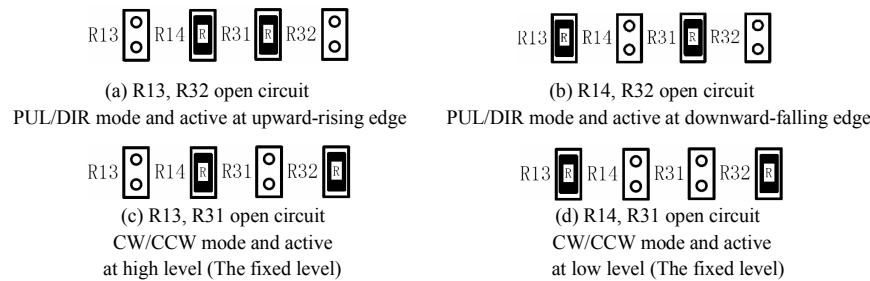 R13 R14 R R31 R R32
(a) R13, R32 open circuit
PUL/DIR mode and active at upward-rising edge
R13 R R14 R31 R R32
(b) R14, R32 open circuit
PUL/DIR mode and active at downward-falling edge
R13 R14 R R31 R32 R
(c) R13, R31 open circuit
CW/CCW mode and active
at high level (The fixed level)
R13 R R14 R31 R32 R
(d) R14, R31 open circuit
CW/CCW mode and active
at low level (The fixed level)